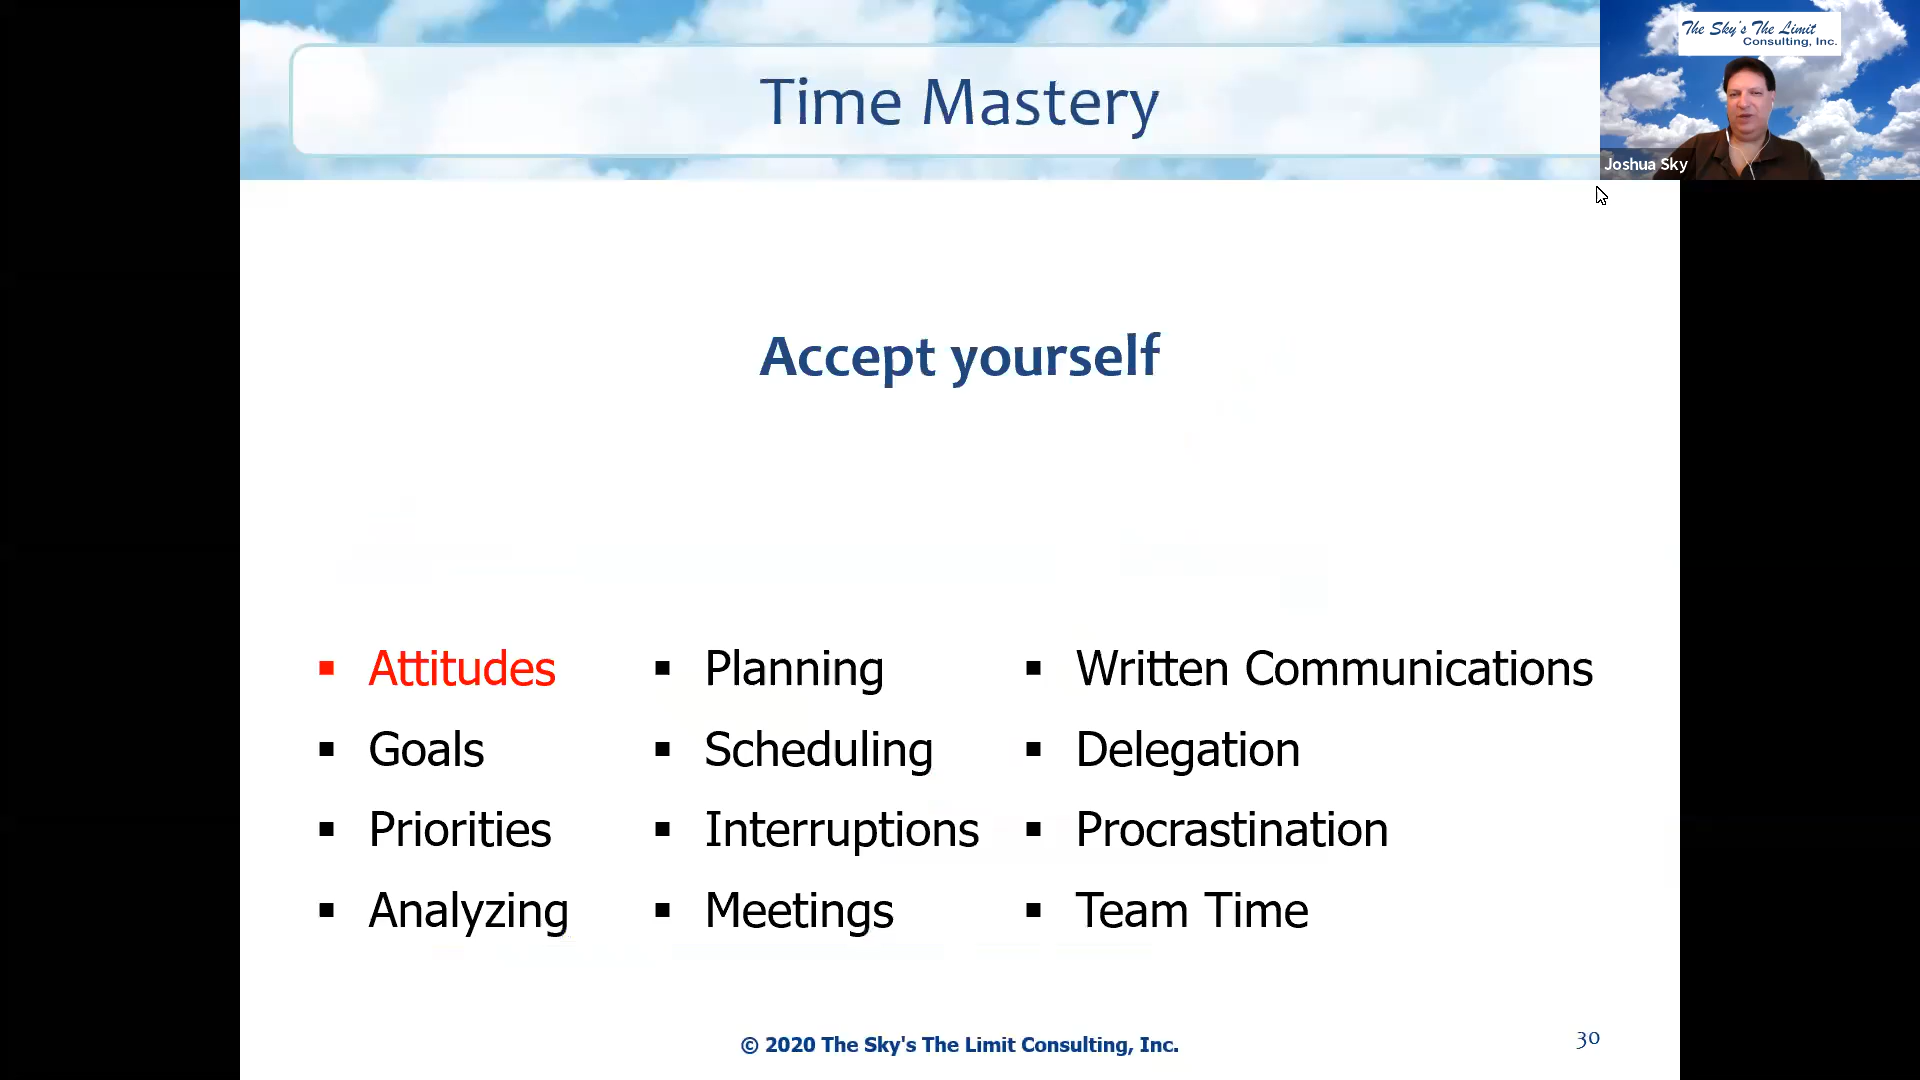 Time Mastery
The Sky's The Limit
Consulting, Inc.
Joshua Sky
Accept yourself
▪ Attitudes
▪ Goals
▪ Priorities
▪ Analyzing
▪ Planning
▪ Scheduling
▪ Interruptions
▪ Meetings
▪ Written Communications
▪ Delegation
▪ Procrastination
▪ Team Time
© 2020 The Sky's The Limit Consulting, Inc.
30